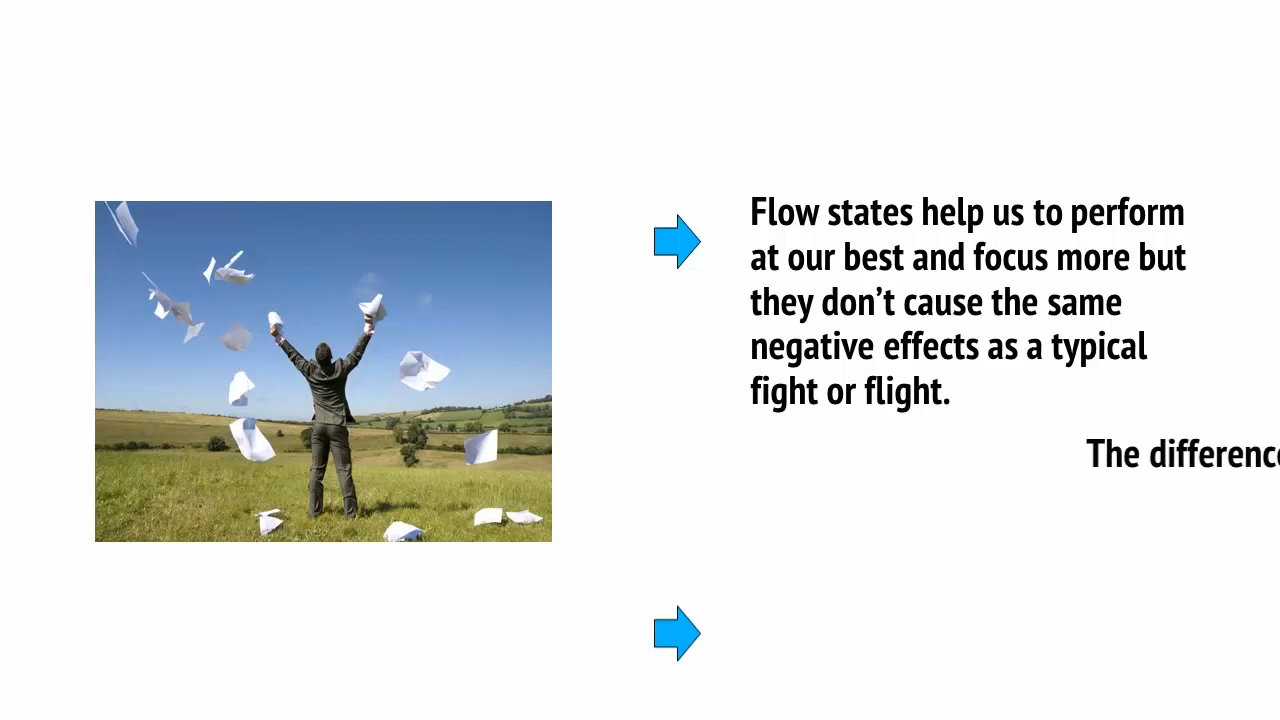 Flow states help us to perform
at our best and focus more but
they don’t cause the same
negative effects as a typical
fight or flight.
The